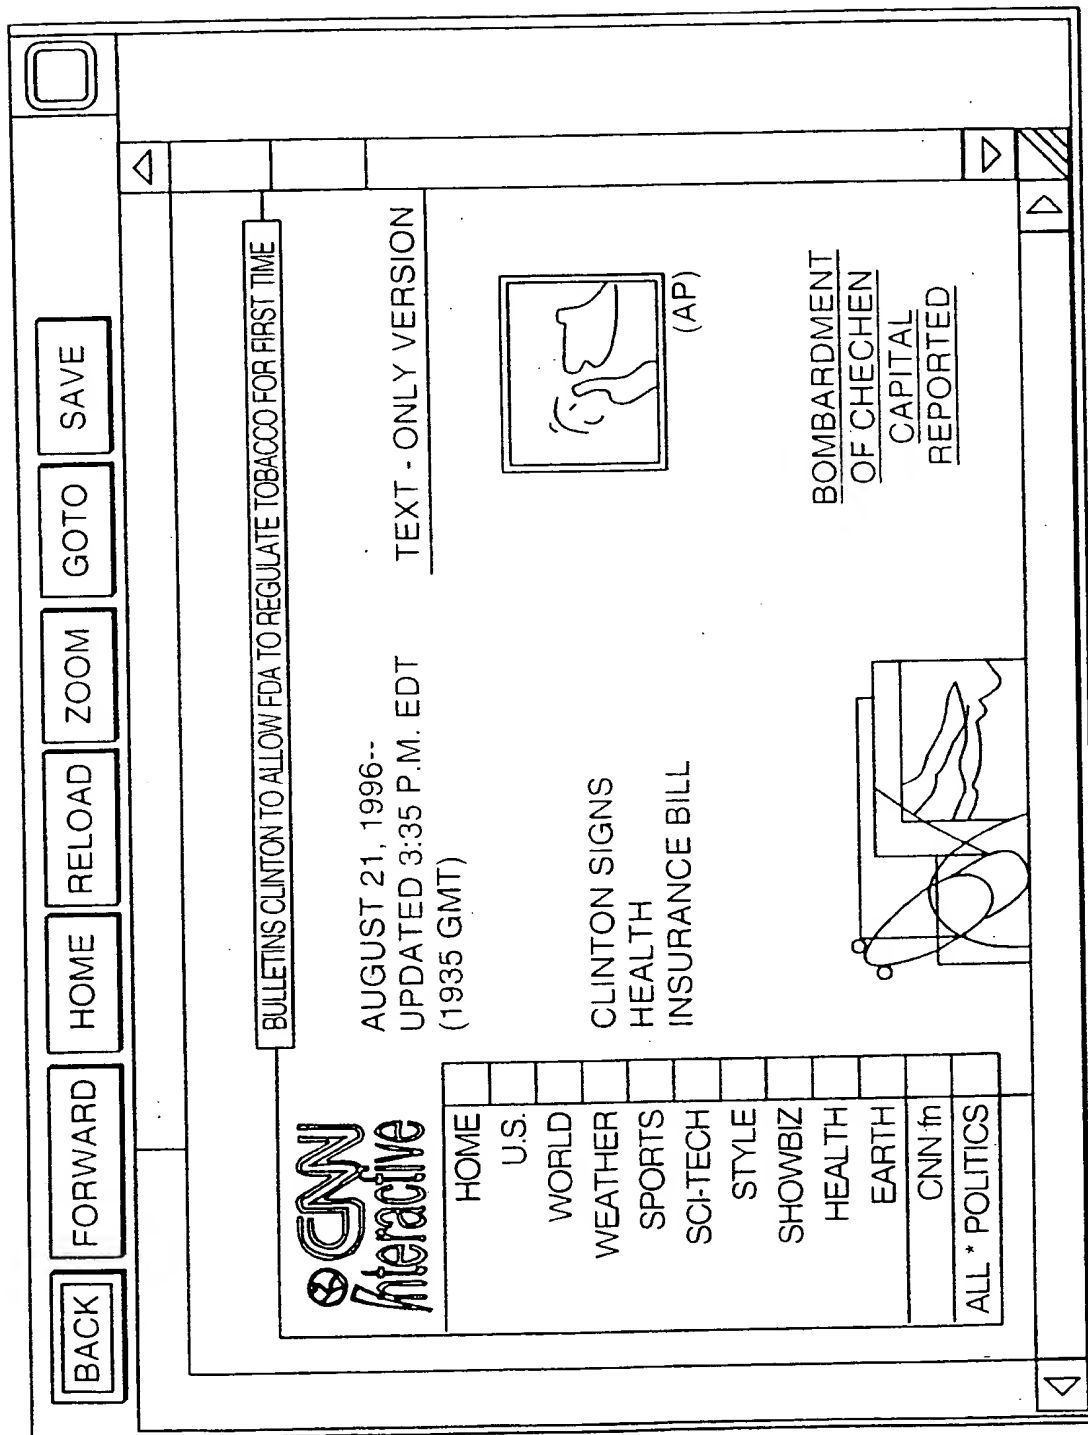 BACK FORWARD HOME RELOAD ZOOM GOTO SAVE
BULLETINS CLINTON TO ALLOW FDA TO REGULATE TOBACCO FOR FIRST TIME
CNN
Interactive
AUGUST 21, 1996--
UPDATED 3:35 P.M. EDT
(1935 GMT)
TEXT - ONLY VERSION
HOME
U.S.
WORLD
WEATHER
SPORTS
SCI-TECH
STYLE
SHOWBIZ
HEALTH
EARTH
CNN fn
ALL * POLITICS
CLINTON SIGNS
HEALTH
INSURANCE BILL
(AP)
BOMBARDMENT
OF CHECHEN
CAPITAL
REPORTED